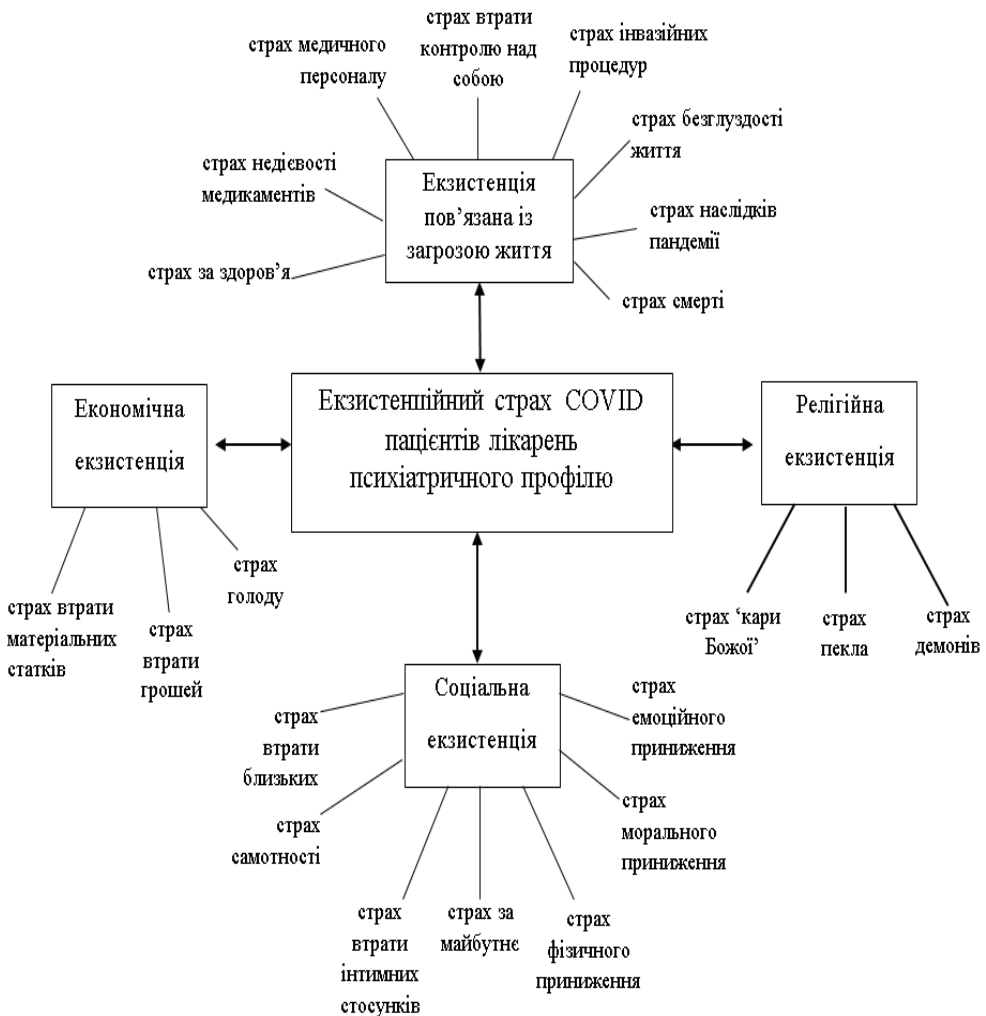 страх втрати
контролю над
собою
страх медичного
персоналу
страх інвазійних
процедур
страх безглуздості
життя
страх недієвості
медикаментів
Екзистенція
пов’язана із
загрозою життя
страх наслідків
пандемії
страх за здоров’я
страх смерті
Економічна
екзистенція
Екзистенпійний страх COVID
пацієнтів лікарень
психіатричного профілю
Релігійна
екзистенція
страх втрати
матеріальних
статків
страх
втрати
грошей
страх
голоду
страх ‘кари
Божої’
страх
пекла
страх
демонів
Соціальна
екзистенція
страх
втрати
близьких
страх
емоційного
приниження
страх
самотності
страх
морального
приниження
страх
втрати
інтимних
стосунків
страх за
майбутнє
страх
фізичного
приниження